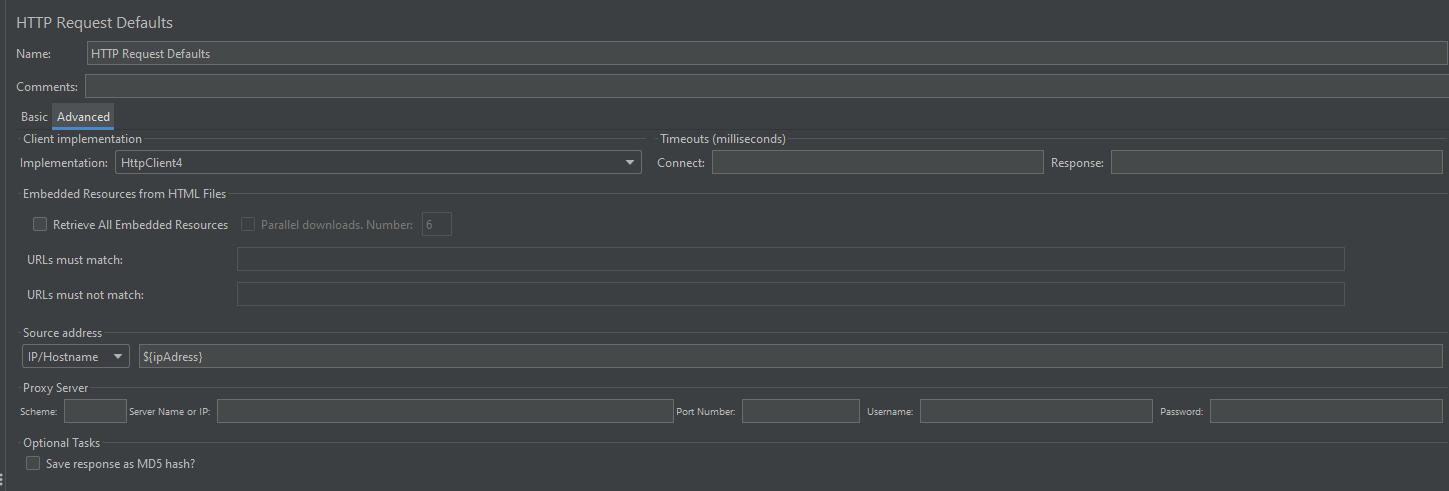 HTTP Request Defaults
Name: HTTP Request Defaults
Comments:
Basic Advanced
Client implementation Timeouts (milliseconds)
Implementation: HttpClient4 Connect: Response:
Embedded Resources from HTML Files
Retrieve All Embedded Resources Parallel downloads. Number: 6
URLs must match:
URLs must not match:
Source address
IP/Hostname ${ipAdress}
Proxy Server
Scheme: Server Name or IP: Port Number: Username: Password:
Optional Tasks
Save response as MD5 hash?